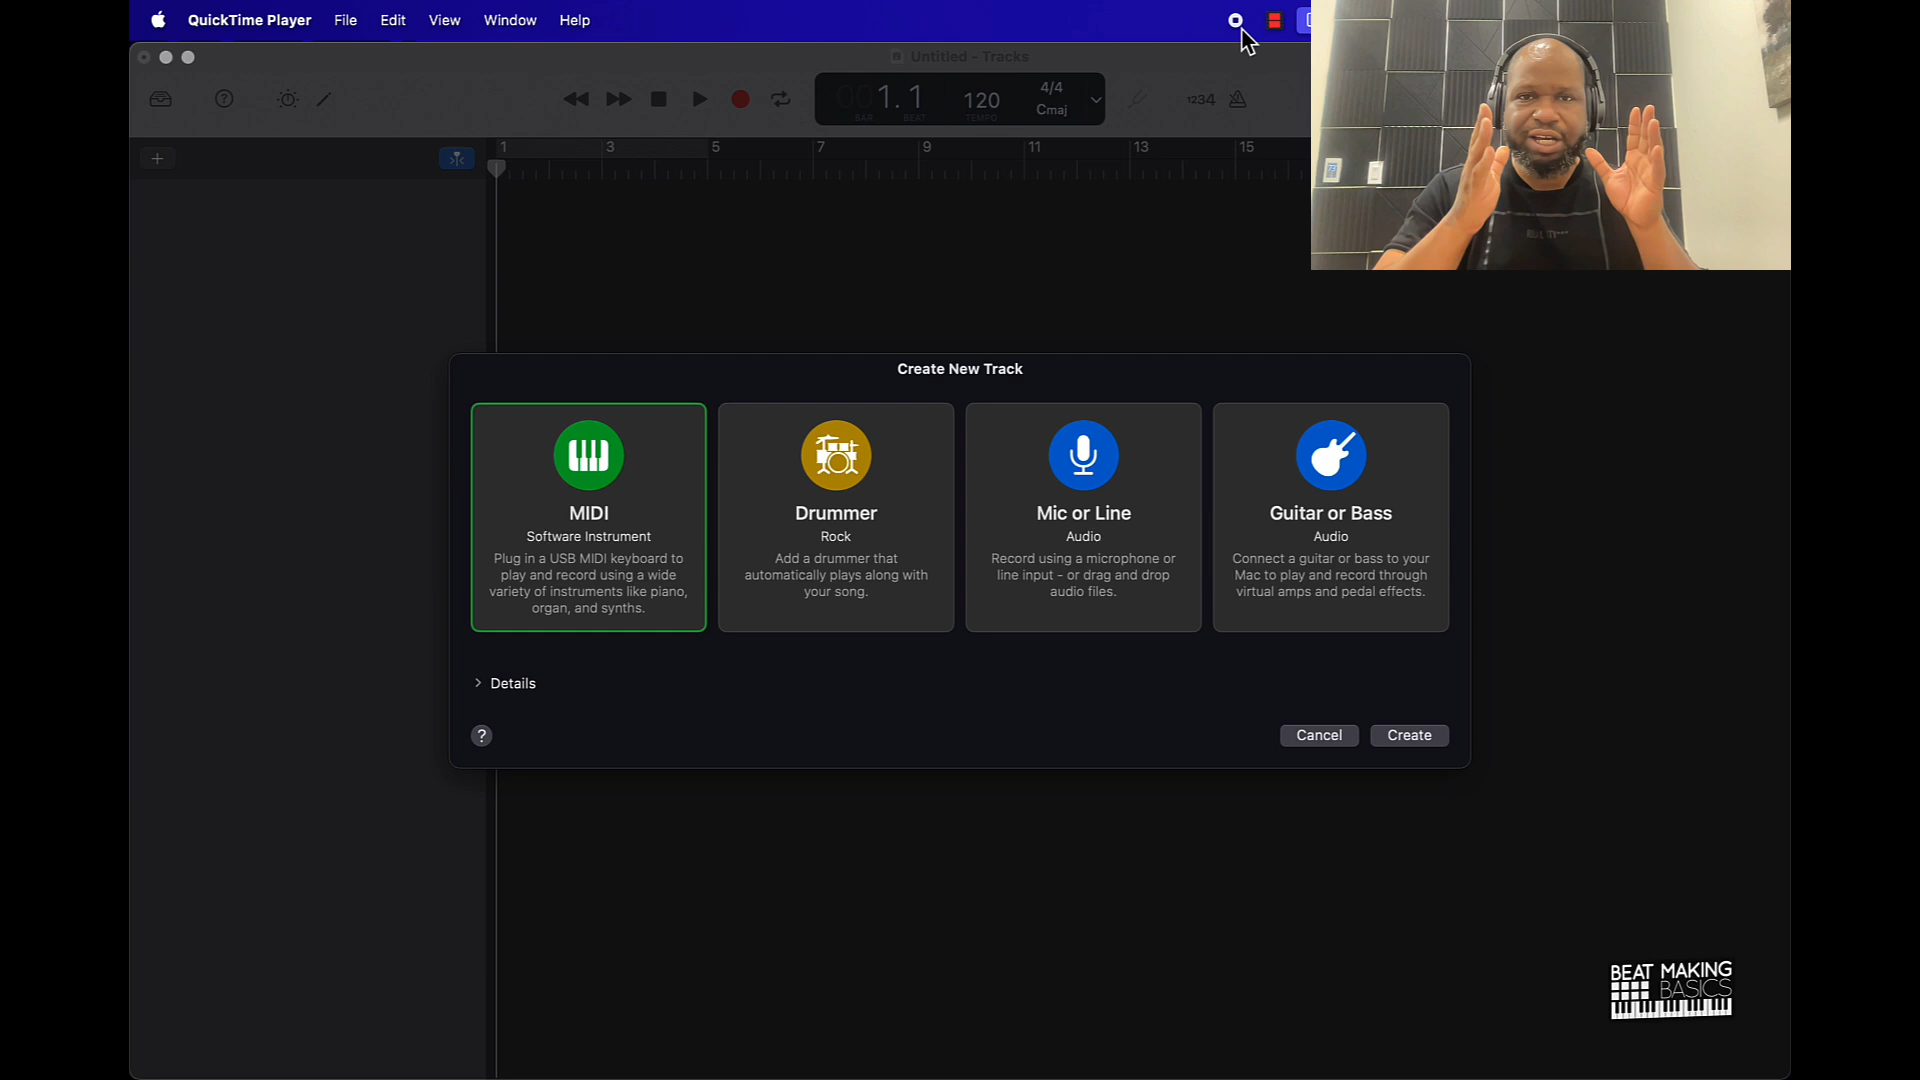 QuickTime Player File Edit View Window Help
Untitled - Tracks
001. 1
BAR BEAT
120
TEMPO
4/4
Cmaj
1234
1 3 5 7 9 11 13 15
Create New Track
MIDI
Software Instrument
Plug in a USB MIDI keyboard to
play and record using a wide
variety of instruments like piano,
organ, and synths.
Drummer
Rock
Add a drummer that
automatically plays along with
your song.
Mic or Line
Audio
Record using a microphone or
line input - or drag and drop
audio files.
Guitar or Bass
Audio
Connect a guitar or bass to your
Mac to play and record through
virtual amps and pedal effects.
Details
?
Cancel
Create
BEAT MAKING
BASICS